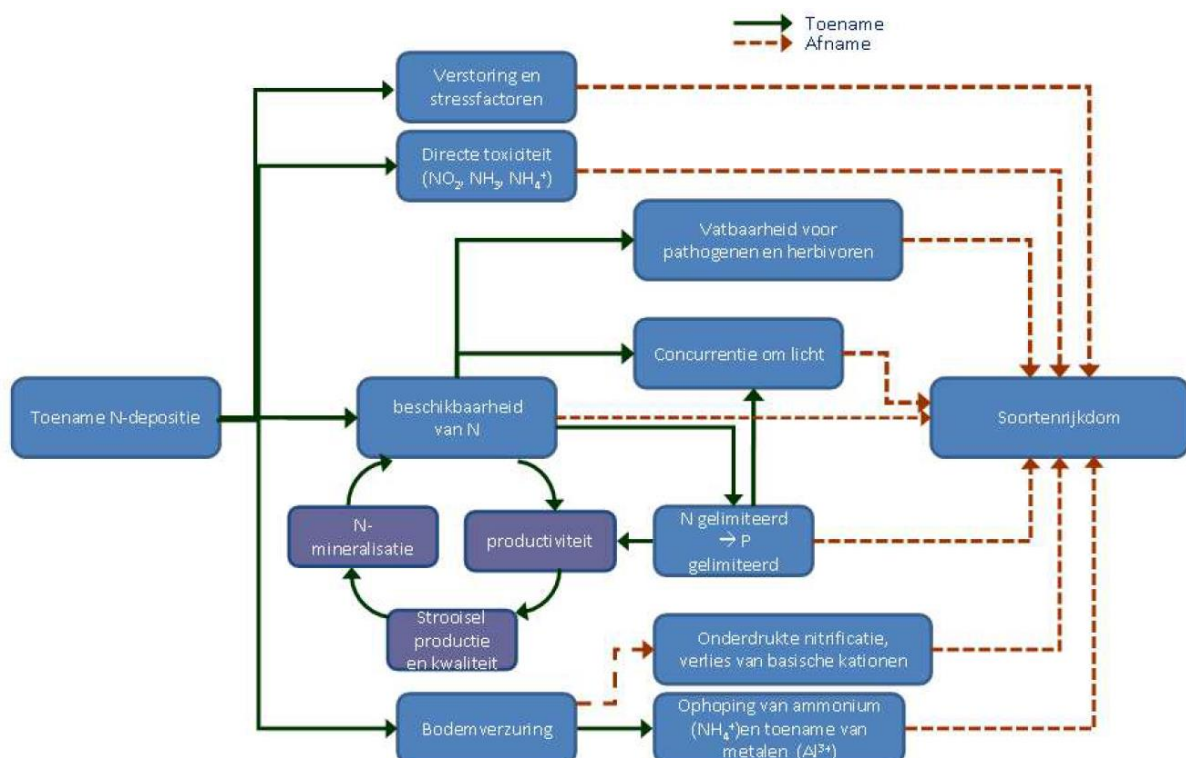 Toename
Afname
Verstoring en
stressfactoren
Directe toxiditeit
(NO₂, NH₃, NH₄⁺)
Vatbaarheid voor
pathogenen en herbivoren
Concurrentie om licht
Toename N-depositie
beschikbaarheid
van N
Soortenrijkdom
N-
mineralisatie
productiviteit
N gelimiteerd
→ P
gelimiteerd
Strooisel
productie
en kwaliteit
Onderdrukte nitrificatie,
verlies van basische kationen
Bodemverzuring
Ophoping van ammonium
(NH₄⁺)en toename van
metalen (Al³⁺)